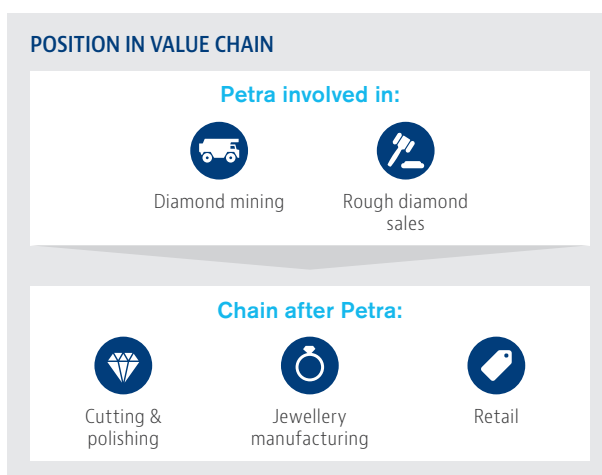 POSITION IN VALUE CHAIN
Petra involved in:
Diamond mining
Rough diamond
sales
Chain after Petra:
Cutting &
polishing
Jewellery
manufacturing
Retail